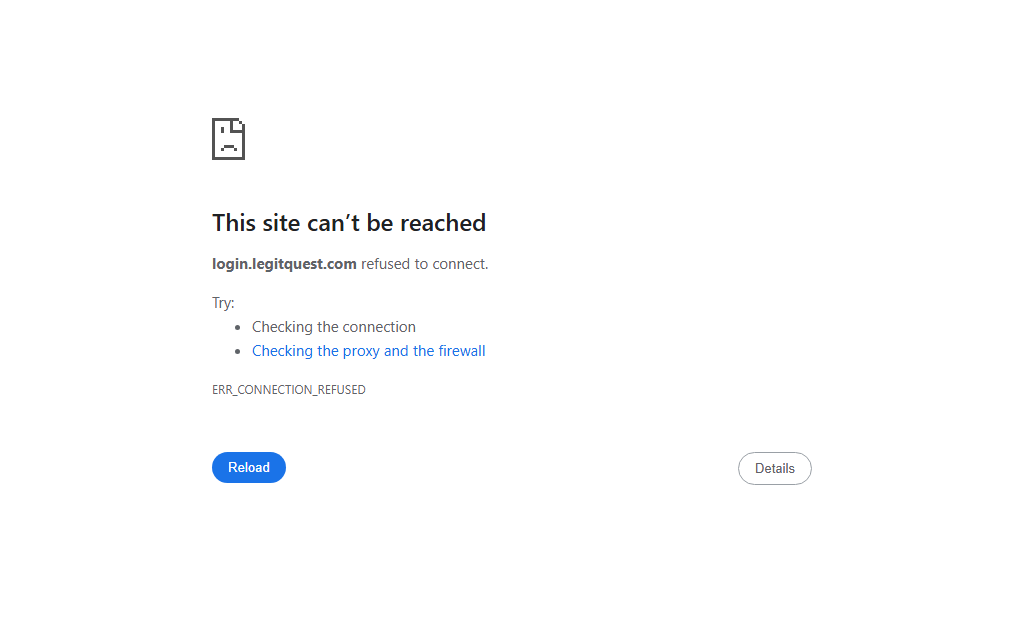 This site can’t be reached
login.legitquest.com refused to connect.
Try:
Checking the connection
Checking the proxy and the firewall
ERR_CONNECTION_REFUSED
Reload
Details